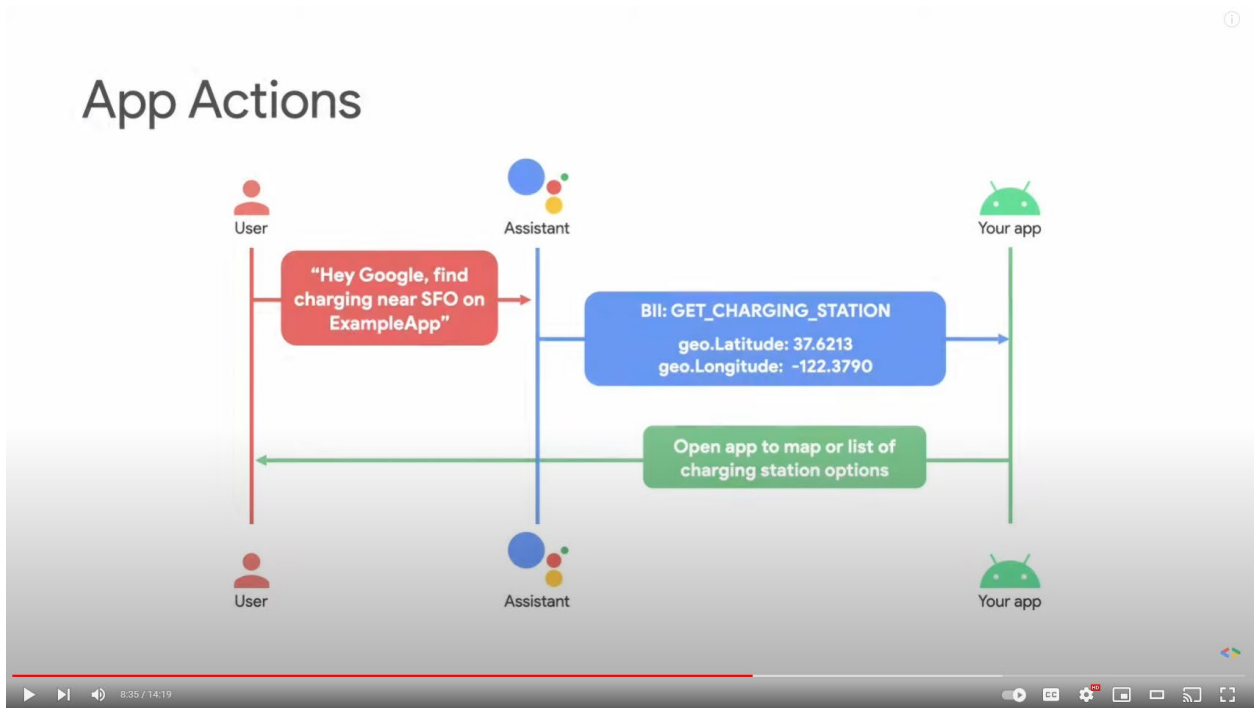 App Actions
User
Assistant
Your app
“Hey Google, find
charging near SFO on
ExampleApp”
BII: GET_CHARGING_STATION
geo.Latitude: 37.6213
geo.Longitude: -122.3790
Open app to map or list of
charging station options
User
Assistant
Your app
8:35 / 14:19
CC
HD